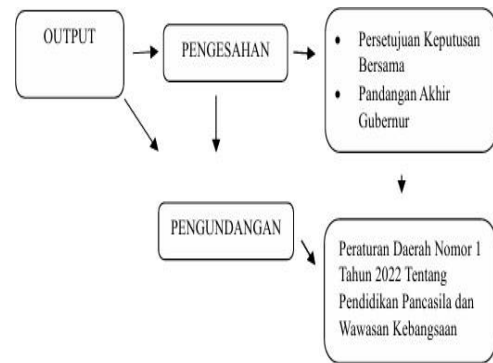 OUTPUT
PENGESAHAN
• Persetujuan Keputusan
Bersama
• Pandangan Akhir
Gubernur
PENGUNDANGAN
Peraturan Daerah Nomor 1
Tahun 2022 Tentang
Pendidikan Pancasila dan
Wawasan Kebangsaan